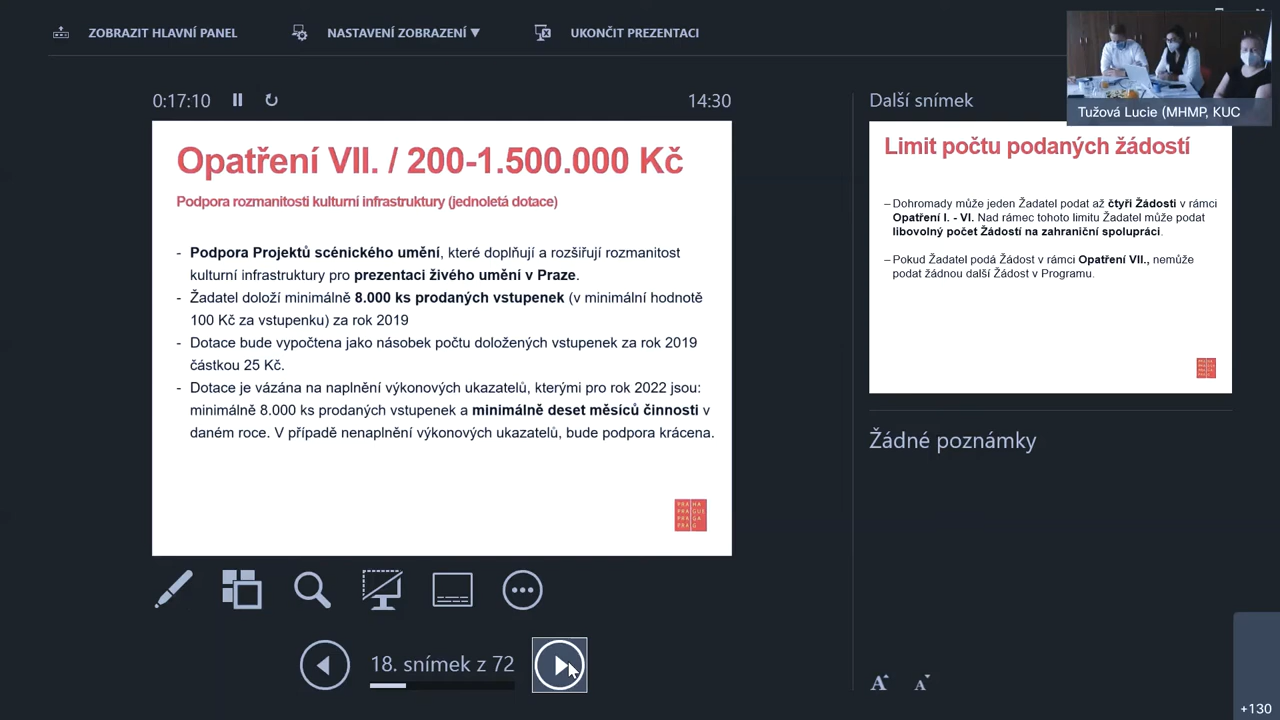 ZOBRAZIT HLAVNÍ PANEL
NASTAVENÍ ZOBRAZENÍ ▼
UKONČIT PREZENTACI
Tužová Lucie (MHMP, KUC
0:17:10
14:30
Další snímek
Opatření VII. / 200-1.500.000 Kč
Podpora rozmanitosti kulturní infrastruktury (jednoletá dotace)
- Podpora Projektů scénického umění, které doplňují a rozšiřují rozmanitost
kulturní infrastruktury pro prezentaci živého umění v Praze.
- Žadatel doloží minimálně 8.000 ks prodaných vstupenek (v minimální hodnotě
100 Kč za vstupenku) za rok 2019
- Dotace bude vypočtena jako násobek počtu doložených vstupenek za rok 2019
částkou 25 Kč.
- Dotace je vázána na naplnění výkonových ukazatelů, kterými pro rok 2022 jsou:
minimálně 8.000 ks prodaných vstupenek a minimálně deset měsíců činnosti v
daném roce. V případě nenaplnění výkonových ukazatelů, bude podpora krácena.
PRA HA
PRA GUE
PRA GA
PRA G
Limit počtu podaných žádostí
– Dohromady může jeden Žadatel podat až čtyři Žádosti v rámci
Opatření I. - VI. Nad rámec tohoto limitu Žadatel může podat
libovolný počet Žádostí na zahraniční spolupráci.
– Pokud Žadatel podá Žádost v rámci Opatření VII., nemůže
podat žádnou další Žádost v Programu.
Žádné poznámky
18. snímek z 72
A A
+130